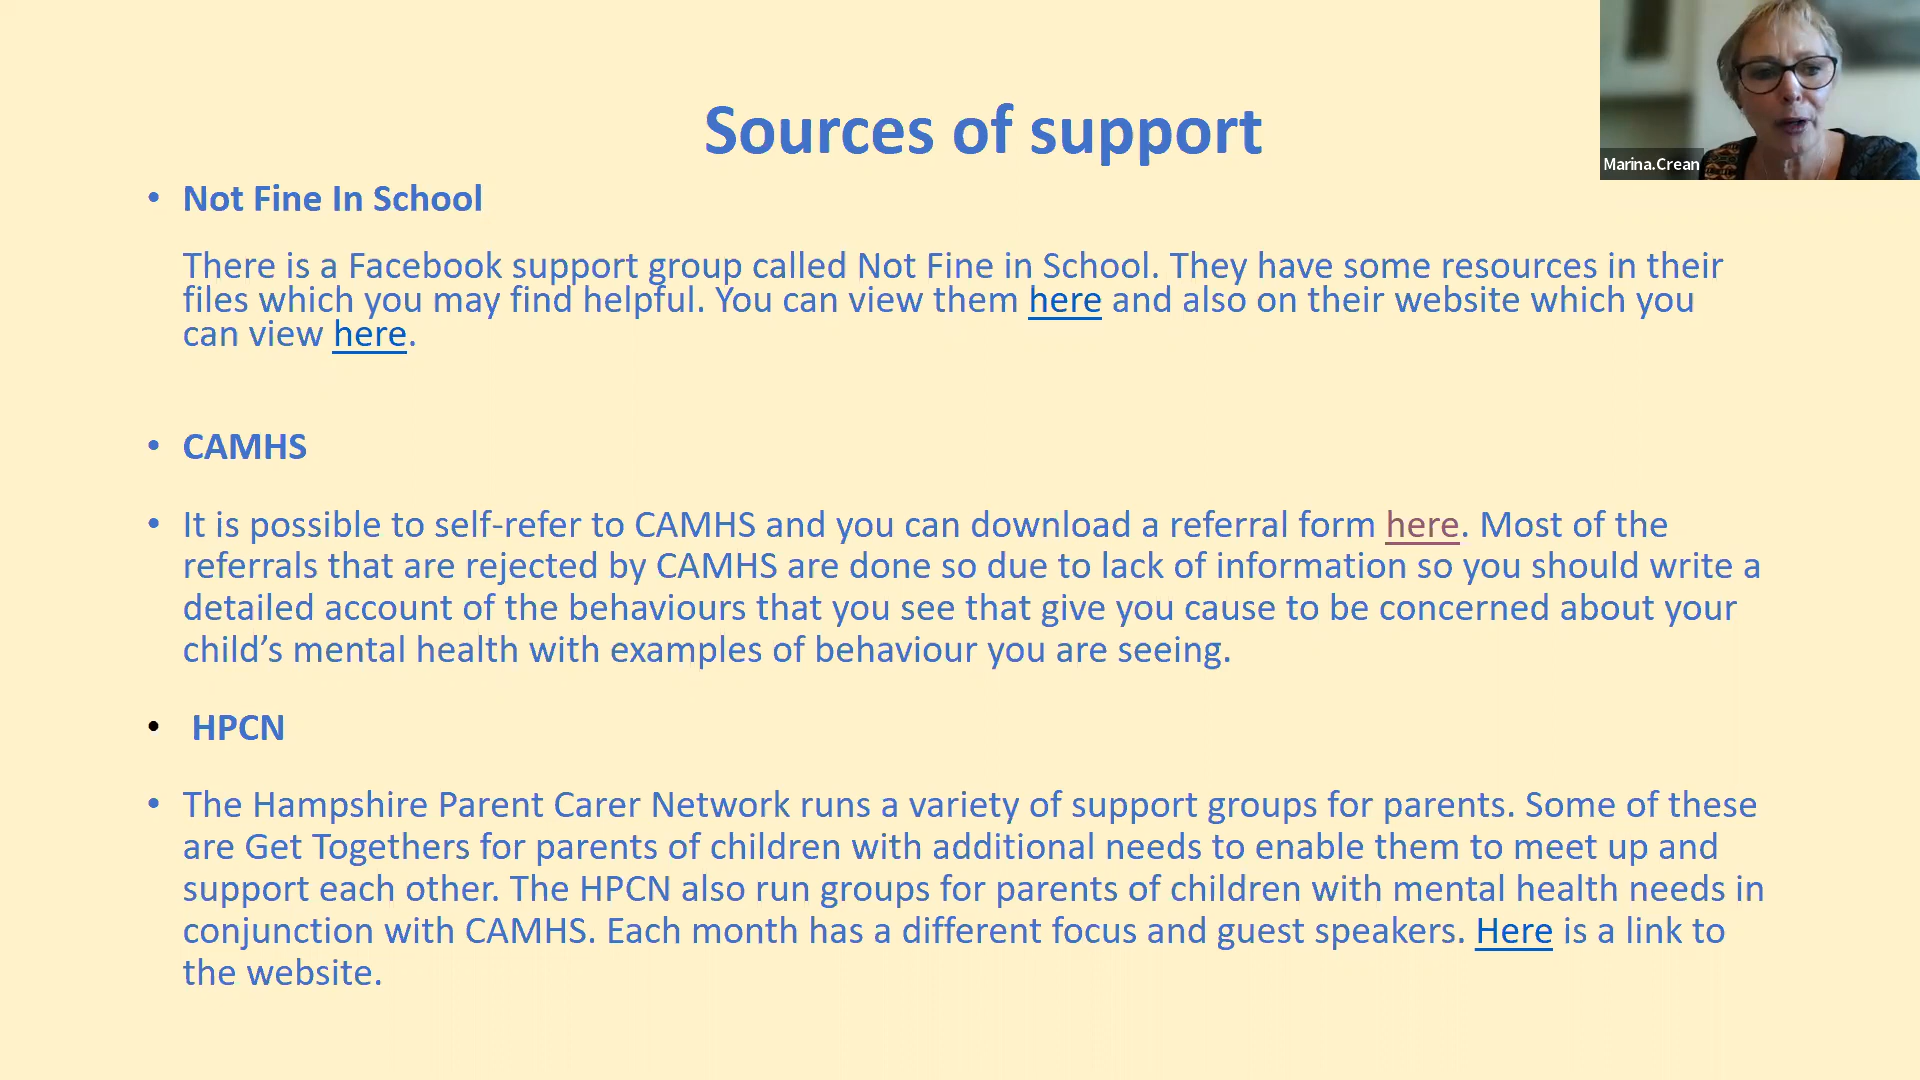 Sources of support
Marina.Crean
• Not Fine In School
There is a Facebook support group called Not Fine in School. They have some resources in their
files which you may find helpful. You can view them here and also on their website which you
can view here.
• CAMHS
• It is possible to self-refer to CAMHS and you can download a referral form here. Most of the
referrals that are rejected by CAMHS are done so due to lack of information so you should write a
detailed account of the behaviours that you see that give you cause to be concerned about your
child’s mental health with examples of behaviour you are seeing.
• HPCN
• The Hampshire Parent Carer Network runs a variety of support groups for parents. Some of these
are Get Togethers for parents of children with additional needs to enable them to meet up and
support each other. The HPCN also run groups for parents of children with mental health needs in
conjunction with CAMHS. Each month has a different focus and guest speakers. Here is a link to
the website.